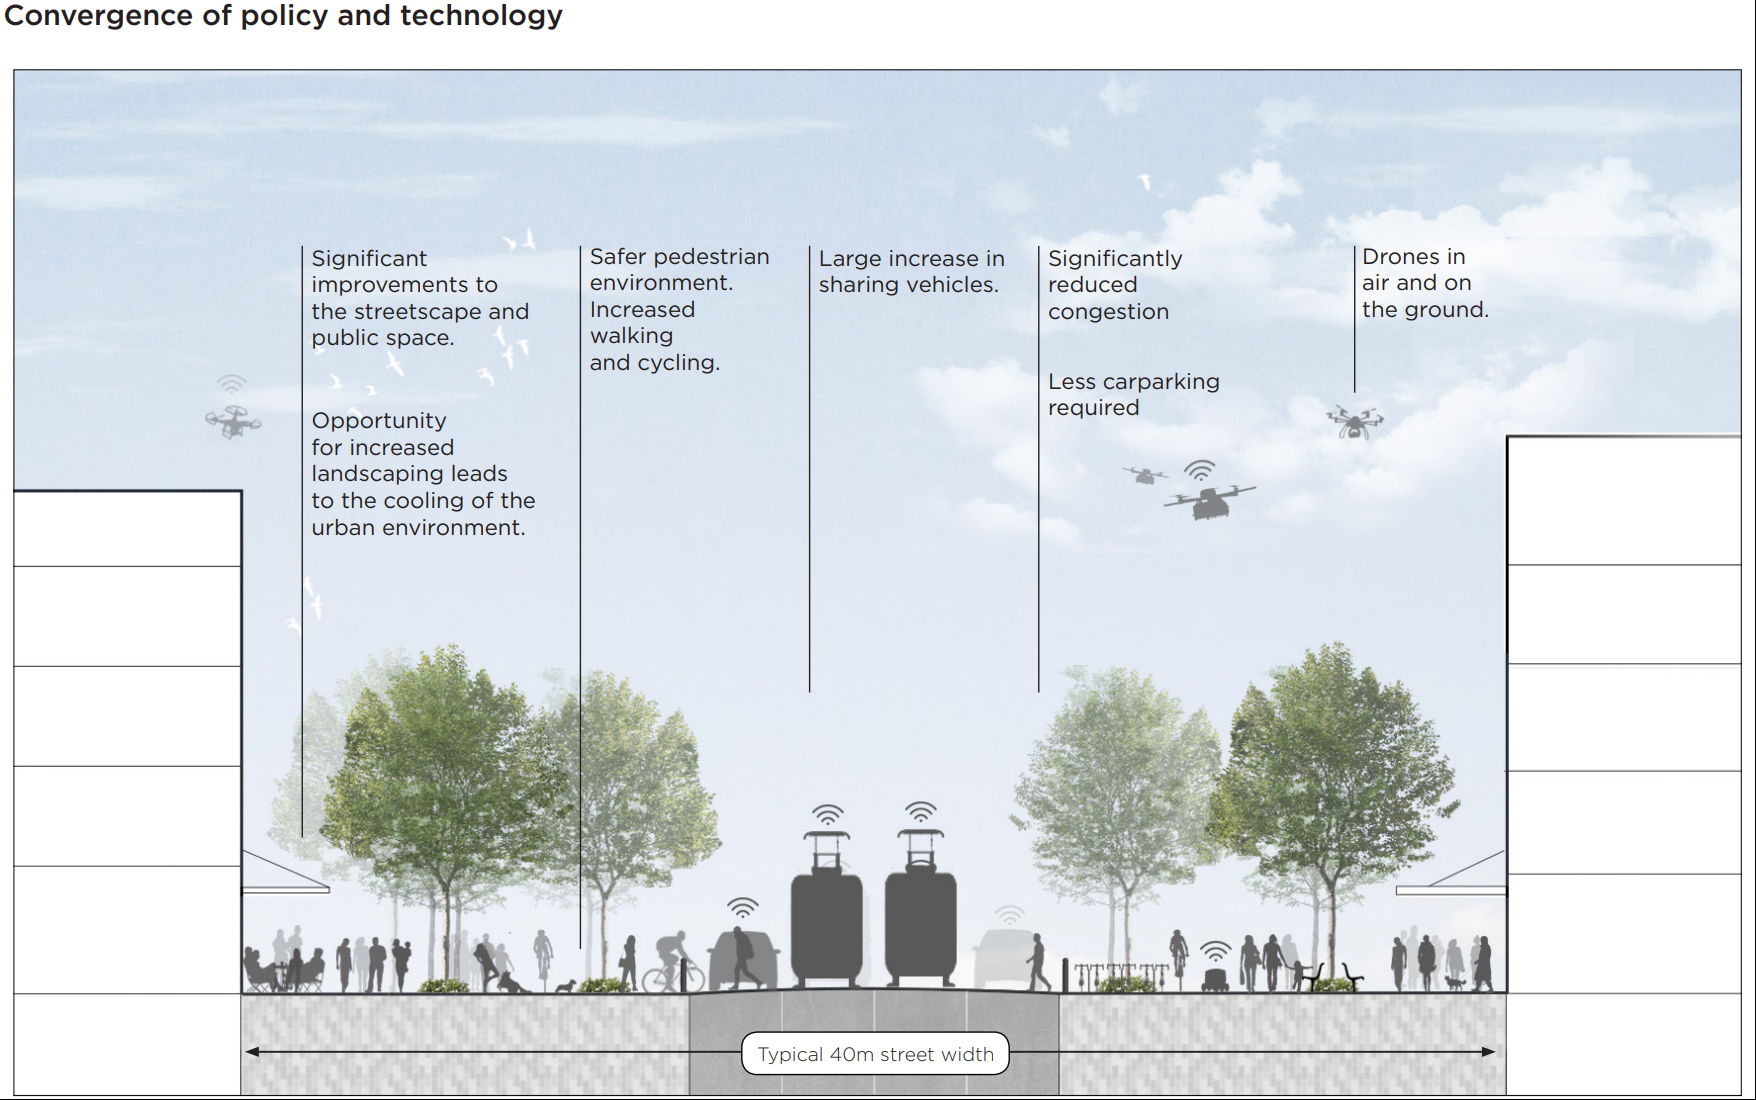 Convergence of policy and technology
Significant
improvements to
the streetscape and
public space.
Opportunity
for increased
landscaping leads
to the cooling of the
urban environment.
Safer pedestrian
environment.
Increased
walking
and cycling.
Large increase in
sharing vehicles.
Significantly
reduced
congestion
Less carparking
required
Drones in
air and on
the ground.
Typical 40m street width